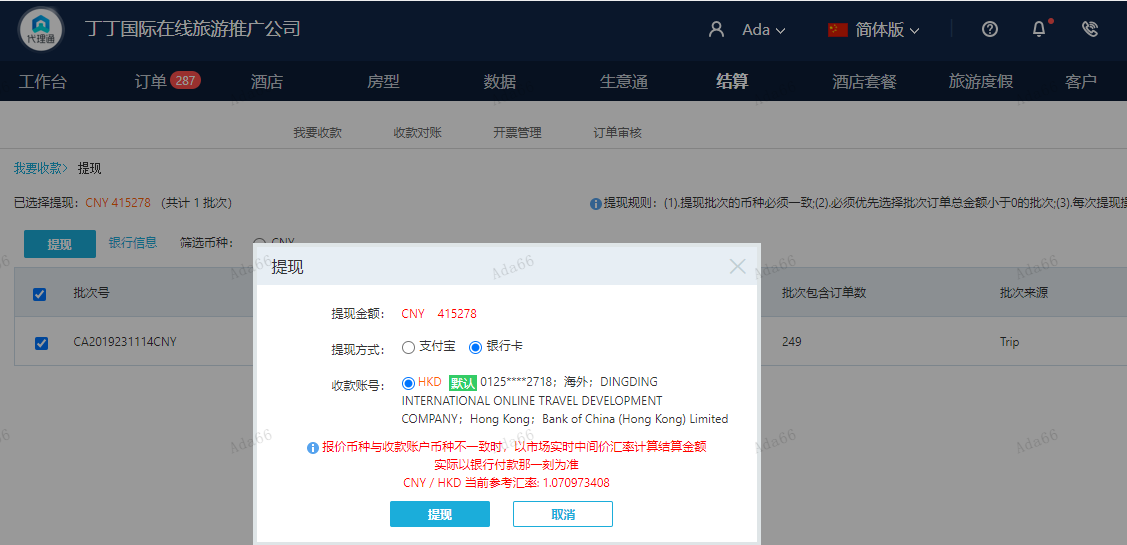 代理通
丁丁国际在线旅游推广公司
Ada
简体版
工作台 订单 287 酒店 房型 数据 生意通 结算 酒店套餐 旅游度假 客户
我要收款 收款对账 开票管理 订单审核
我要收款> 提现
已选择提现: CNY 415278 (共计 1 批次)
提现规则: (1).提现批次的币种必须一致;(2).必须优先选择批次订单总金额小于0的批次;(3).每次提现提
提现 银行信息 筛选币种: CNY
批次号 批次包含订单数 批次来源
CA2019231114CNY 249 Trip
提现
提现金额: CNY 415278
提现方式: 支付宝 银行卡
收款账号: HKD 默认 0125****2718; 海外; DINGDING
INTERNATIONAL ONLINE TRAVEL DEVELOPMENT
COMPANY; Hong Kong; Bank of China (Hong Kong) Limited
报价币种与收款账户币种不一致时, 以市场实时中间价汇率计算结算金额
实际以银行付款那一刻为准
CNY / HKD 当前参考汇率: 1.070973408
提现 取消
Ada66
Ada66
Ada66
Ada66
Ada66
Ada66
Ada66
Ada66